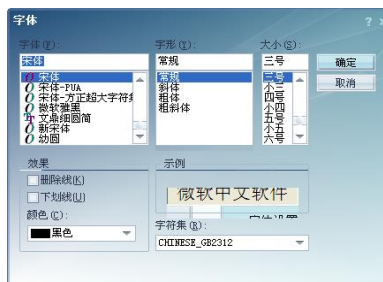 字体
字体(F):
字形(Y):
大小(S):
宋体
常规
三号
确定
取消
宋体
宋体-PUA
宋体-方正超大字符集
微软雅黑
文鼎细圆简
新宋体
幼圆
常规
斜体
粗体
粗斜体
三号
小三
四号
小四
五号
小五
六号
效果
删除线(K)
下划线(U)
颜色(C):
黑色
示例
微软中文软件
字符集(R):
CHINESE_GB2312